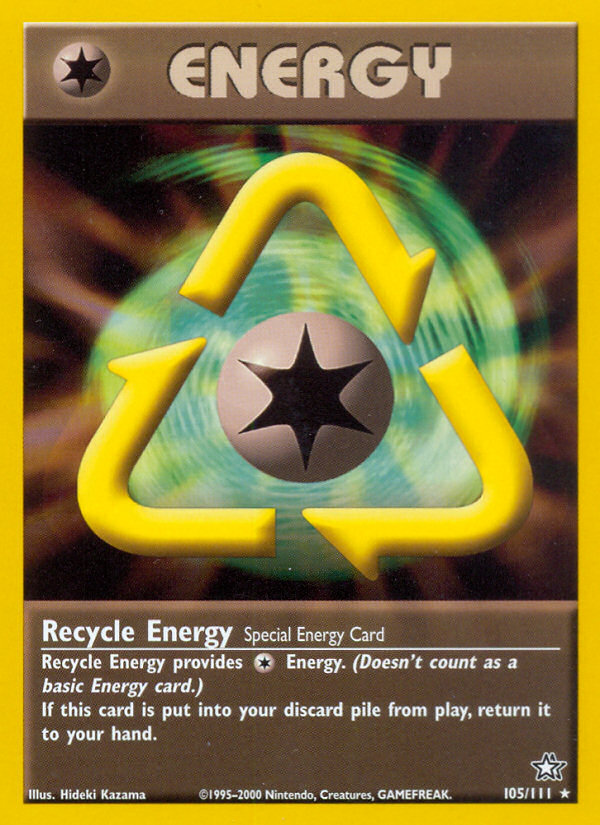 ENERGY
Recycle Energy Special Energy Card
Recycle Energy provides Energy. (Doesn't count as a
basic Energy card.)
If this card is put into your discard pile from play, return it
to your hand.
Illus. Hideki Kazama ©1995–2000 Nintendo, Creatures, GAMEFREAK. 105/111 ★